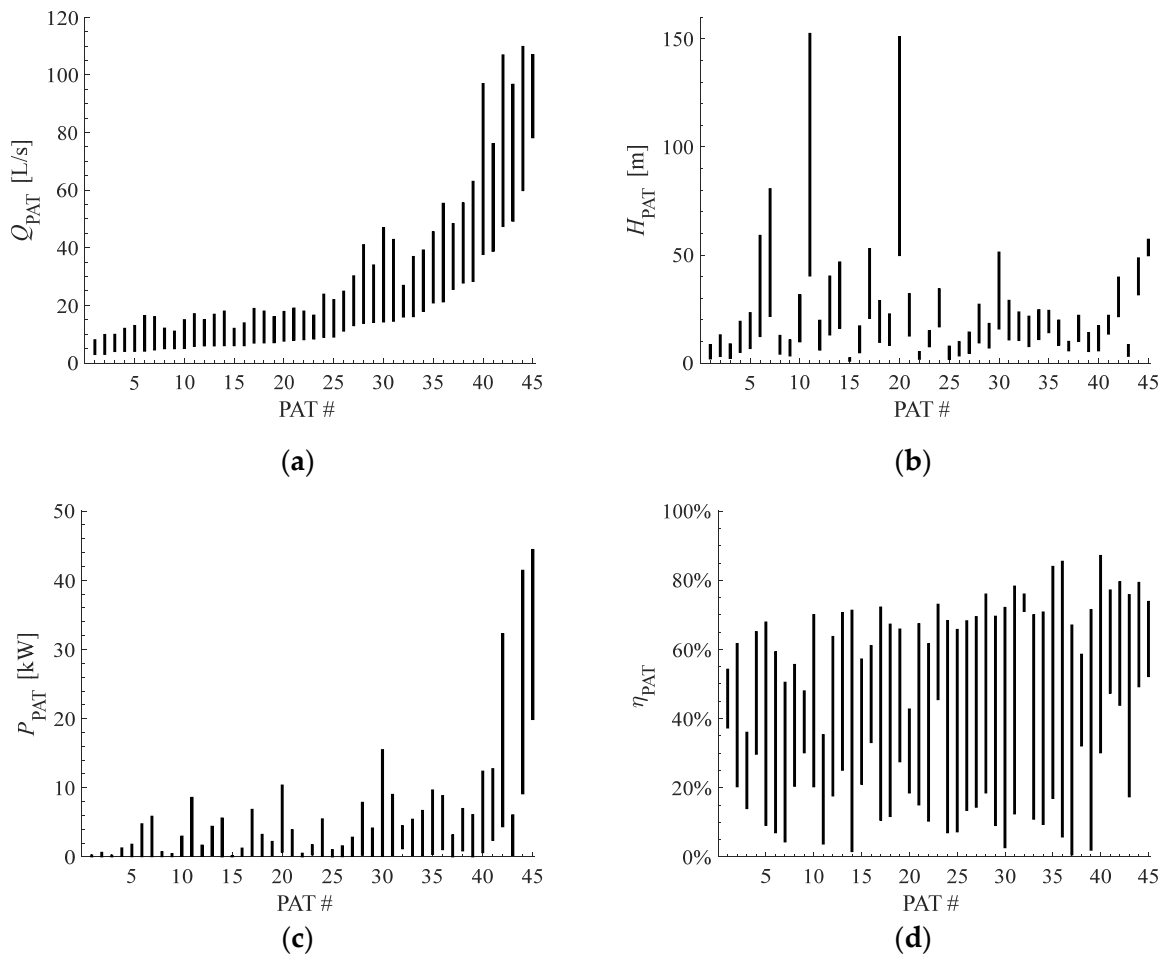 120
100
80
60
40
20
0
Q_PAT [L/s]
5 10 15 20 25 30 35 40 45
PAT #
(a)
150
100
50
0
H_PAT [m]
5 10 15 20 25 30 35 40 45
PAT #
(b)
50
40
30
20
10
0
P_PAT [kW]
5 10 15 20 25 30 35 40 45
PAT #
(c)
100%
80%
60%
40%
20%
0%
η_PAT
5 10 15 20 25 30 35 40 45
PAT #
(d)